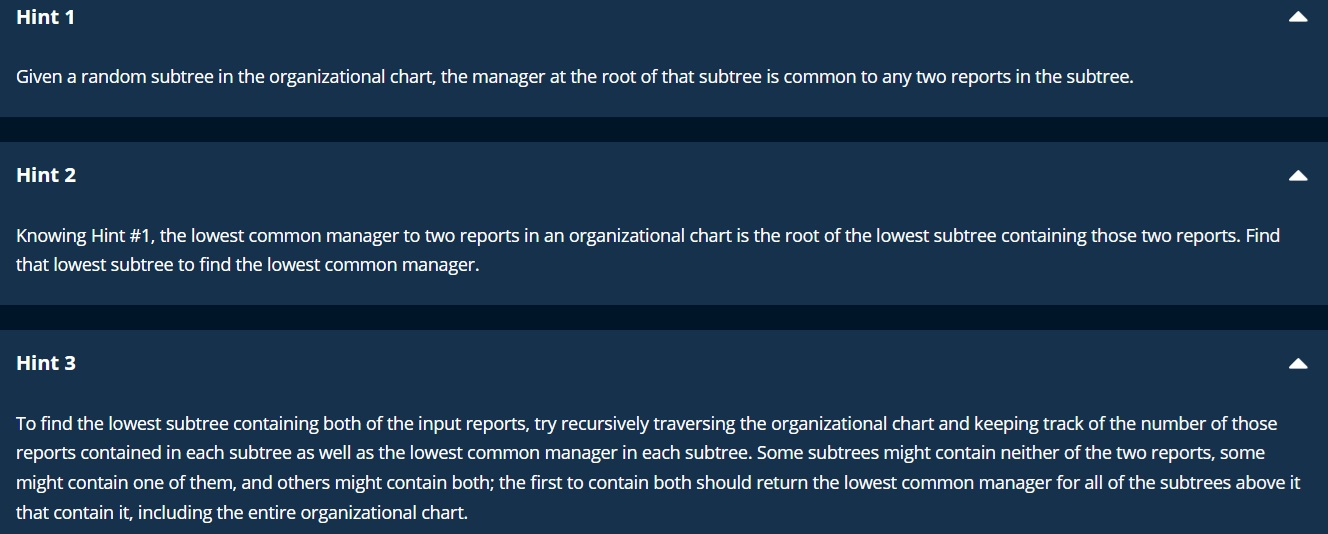 Hint 1
Given a random subtree in the organizational chart, the manager at the root of that subtree is common to any two reports in the subtree.
Hint 2
Knowing Hint #1, the lowest common manager to two reports in an organizational chart is the root of the lowest subtree containing those two reports. Find
that lowest subtree to find the lowest common manager.
Hint 3
To find the lowest subtree containing both of the input reports, try recursively traversing the organizational chart and keeping track of the number of those
reports contained in each subtree as well as the lowest common manager in each subtree. Some subtrees might contain neither of the two reports, some
might contain one of them, and others might contain both; the first to contain both should return the lowest common manager for all of the subtrees above it
that contain it, including the entire organizational chart.